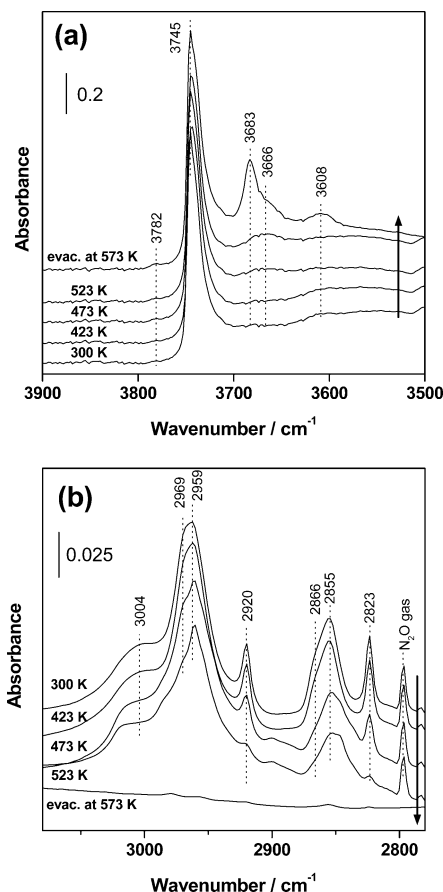 (a)
3745
0.2
3683
3666
3608
3782
Absorbance
evac. at 573 K
523 K
473 K
423 K
300 K
3900 3800 3700 3600 3500
Wavenumber / cm⁻¹
(b)
2969
2959
0.025
3004
2920
2866
2855
2823
N₂O gas
Absorbance
300 K
423 K
473 K
523 K
evac. at 573 K
3000 2900 2800
Wavenumber / cm⁻¹